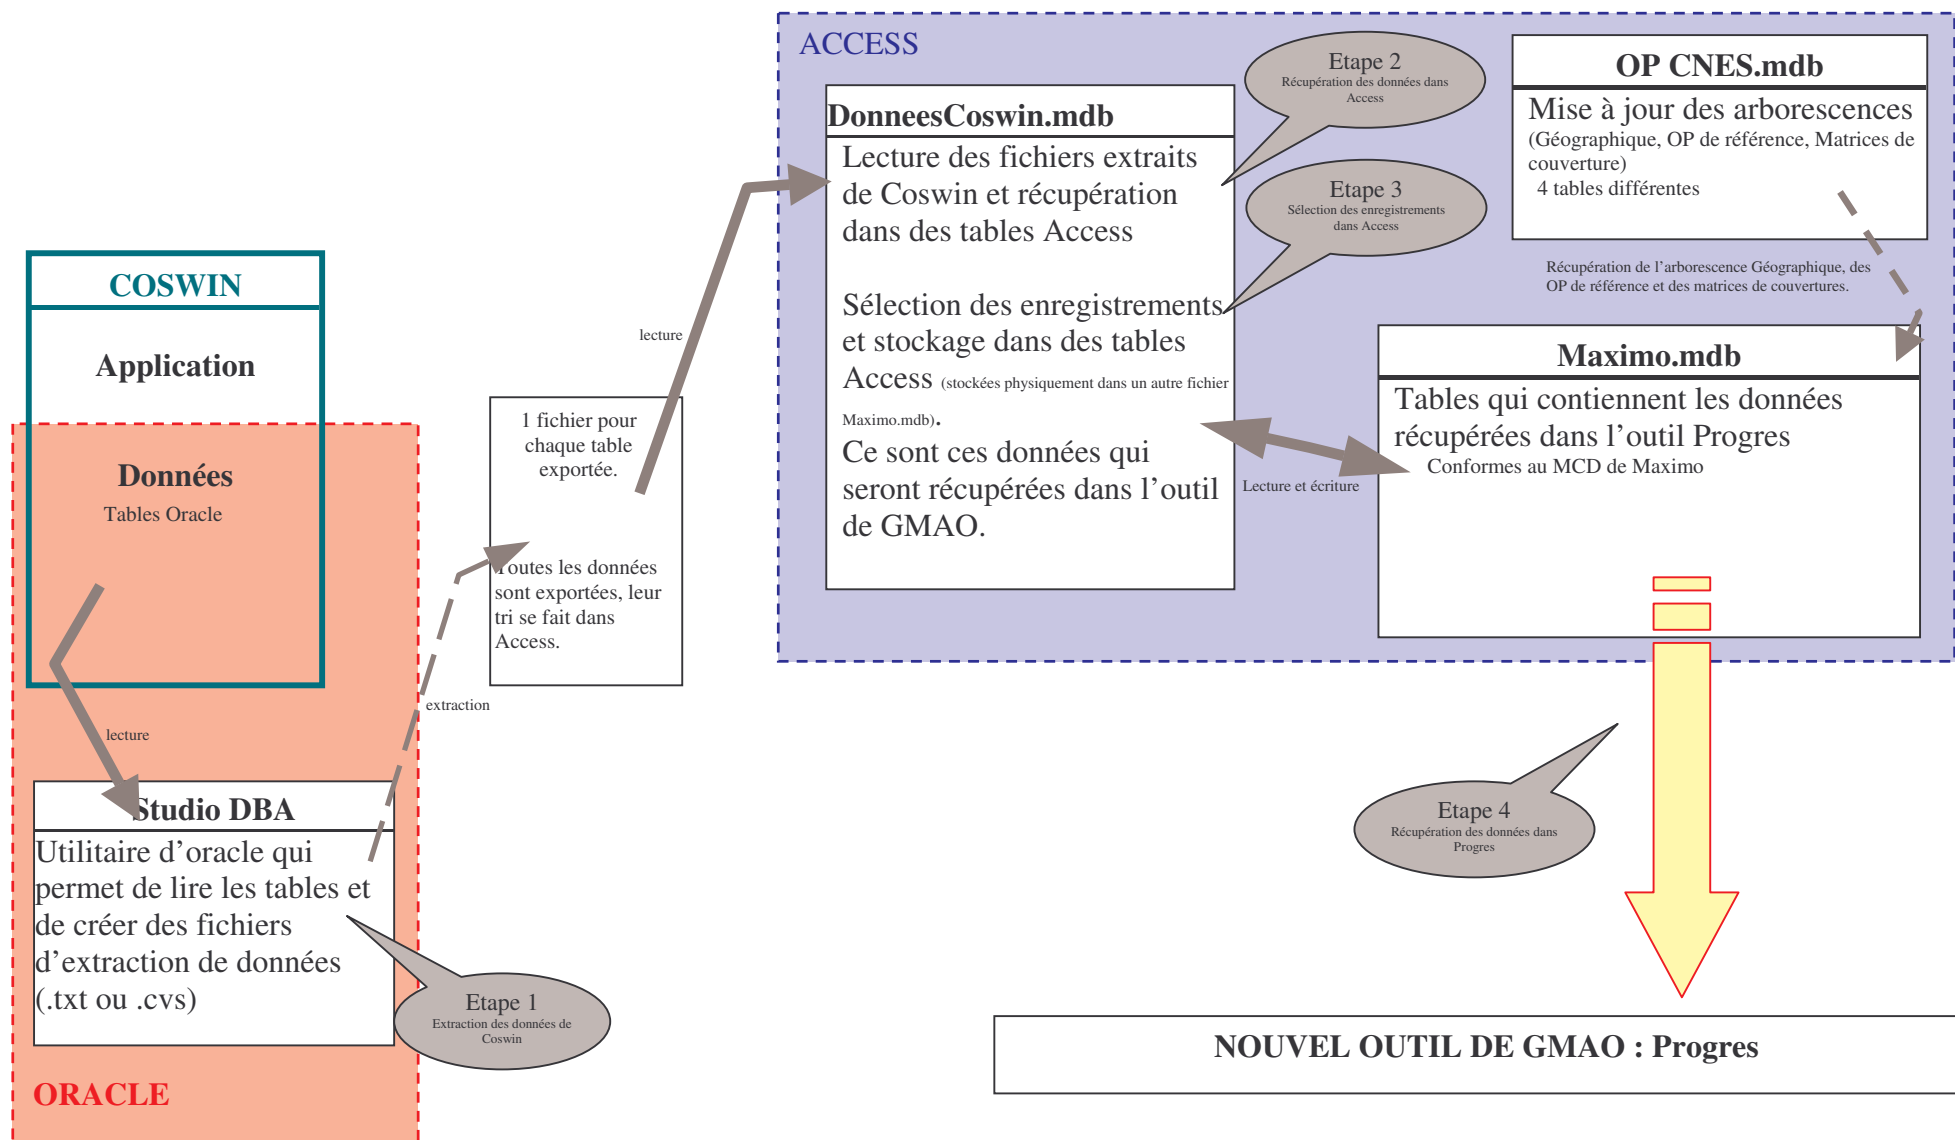 COSWIN
Application
Données
Tables Oracle
lecture
Studio DBA
Utilitaire d’oracle qui
permet de lire les tables et
de créer des fichiers
d’extraction de données
(.txt ou .cvs)
ORACLE
Etape 1
Extraction des données de
Coswin
extraction
1 fichier pour
chaque table
exportée.
Toutes les données
sont exportées, leur
tri se fait dans
Access.
lecture
ACCESS
DonneesCoswin.mdb
Lecture des fichiers extraits
de Coswin et récupération
dans des tables Access
Sélection des enregistrements
et stockage dans des tables
Access (stockées physiquement dans un autre fichier
Maximo.mdb).
Ce sont ces données qui
seront récupérées dans l’outil
de GMAO.
Etape 2
Récupération des données dans
Access
Etape 3
Sélection des enregistrements
dans Access
OP CNES.mdb
Mise à jour des arborescences
(Géographique, OP de référence, Matrices de
couverture)
4 tables différentes
Récupération de l’arborescence Géographique, des
OP de référence et des matrices de couvertures.
Lecture et écriture
Maximo.mdb
Tables qui contiennent les données
récupérées dans l’outil Progres
Conformes au MCD de Maximo
Etape 4
Récupération des données dans
Progres
NOUVEL OUTIL DE GMAO : Progres